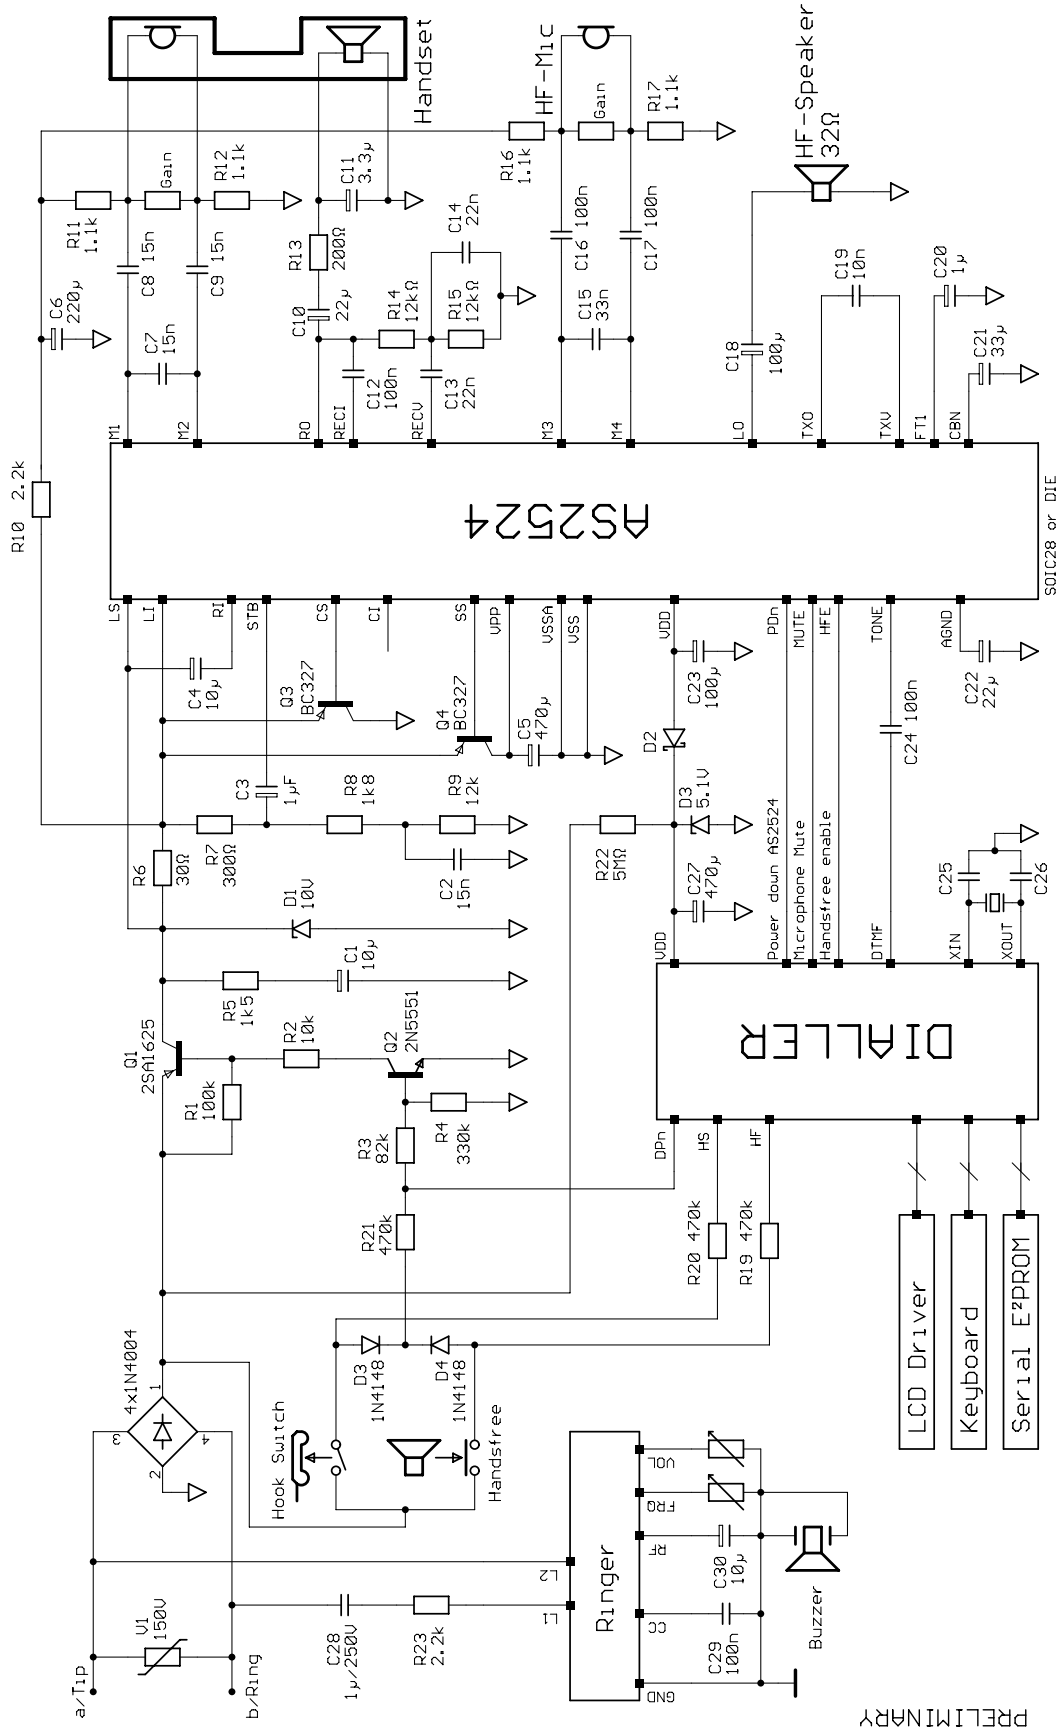 a/Tip
b/Ring
V1
150V
4x1N4004
1
2
3
4
C28
1µ/250V
R23
2.2k
Hook Switch
Handsfree
D3
1N4148
D4
1N4148
R21
470k
R20 470k
R19 470k
R1
100k
Q1
2SA1625
R2
10k
R3
82k
R4
330k
Q2
2N5551
R5
1k5
C1
10µ
D1
10V
R6
30Ω
R7
300Ω
C3
1µF
R8
1k8
R9
12k
C2
15n
C4
10µ
Q3
BC327
Q4
BC327
C5
470µ
R22
5MΩ
D2
D3
5.1V
C27
470µ
C23
100µ
Power down AS2524
Microphone Mute
Handsfree enable
C24 100n
C22
22µ
C25
C26
R10 2.2k
AS2524
SOIC28 or DIE
LS
LI
RI
STB
CS
CI
SS
VPP
VSSA
VSS
VDD
PDn
MUTE
HFE
TONE
AGND
M1
M2
RO
RECI
RECV
M3
M4
LO
TXO
TXV
FT1
CBN
C6
220µ
R11
1.1k
Gain
R12
1.1k
C7
15n
C8 15n
C9 15n
C10
22µ
R13
200Ω
C11
3.3µ
C12
100n
R14
12kΩ
R15
12kΩ
C13
22n
C14
22n
Handset
HF-Mic
R16
1.1k
Gain
R17
1.1k
C15
33n
C16 100n
C17 100n
C18
100µ
HF-Speaker
32Ω
C19
10n
C20
1µ
C21
33µ
DIALLER
VDD
DTMF
XIN
XOUT
DPn
HS
HF
LCD Driver
Keyboard
Serial E²PROM
Ringer
L1
L2
GND
CC
RF
FRQ
VOL
C29
100n
C30
10µ
Buzzer
PRELIMINARY